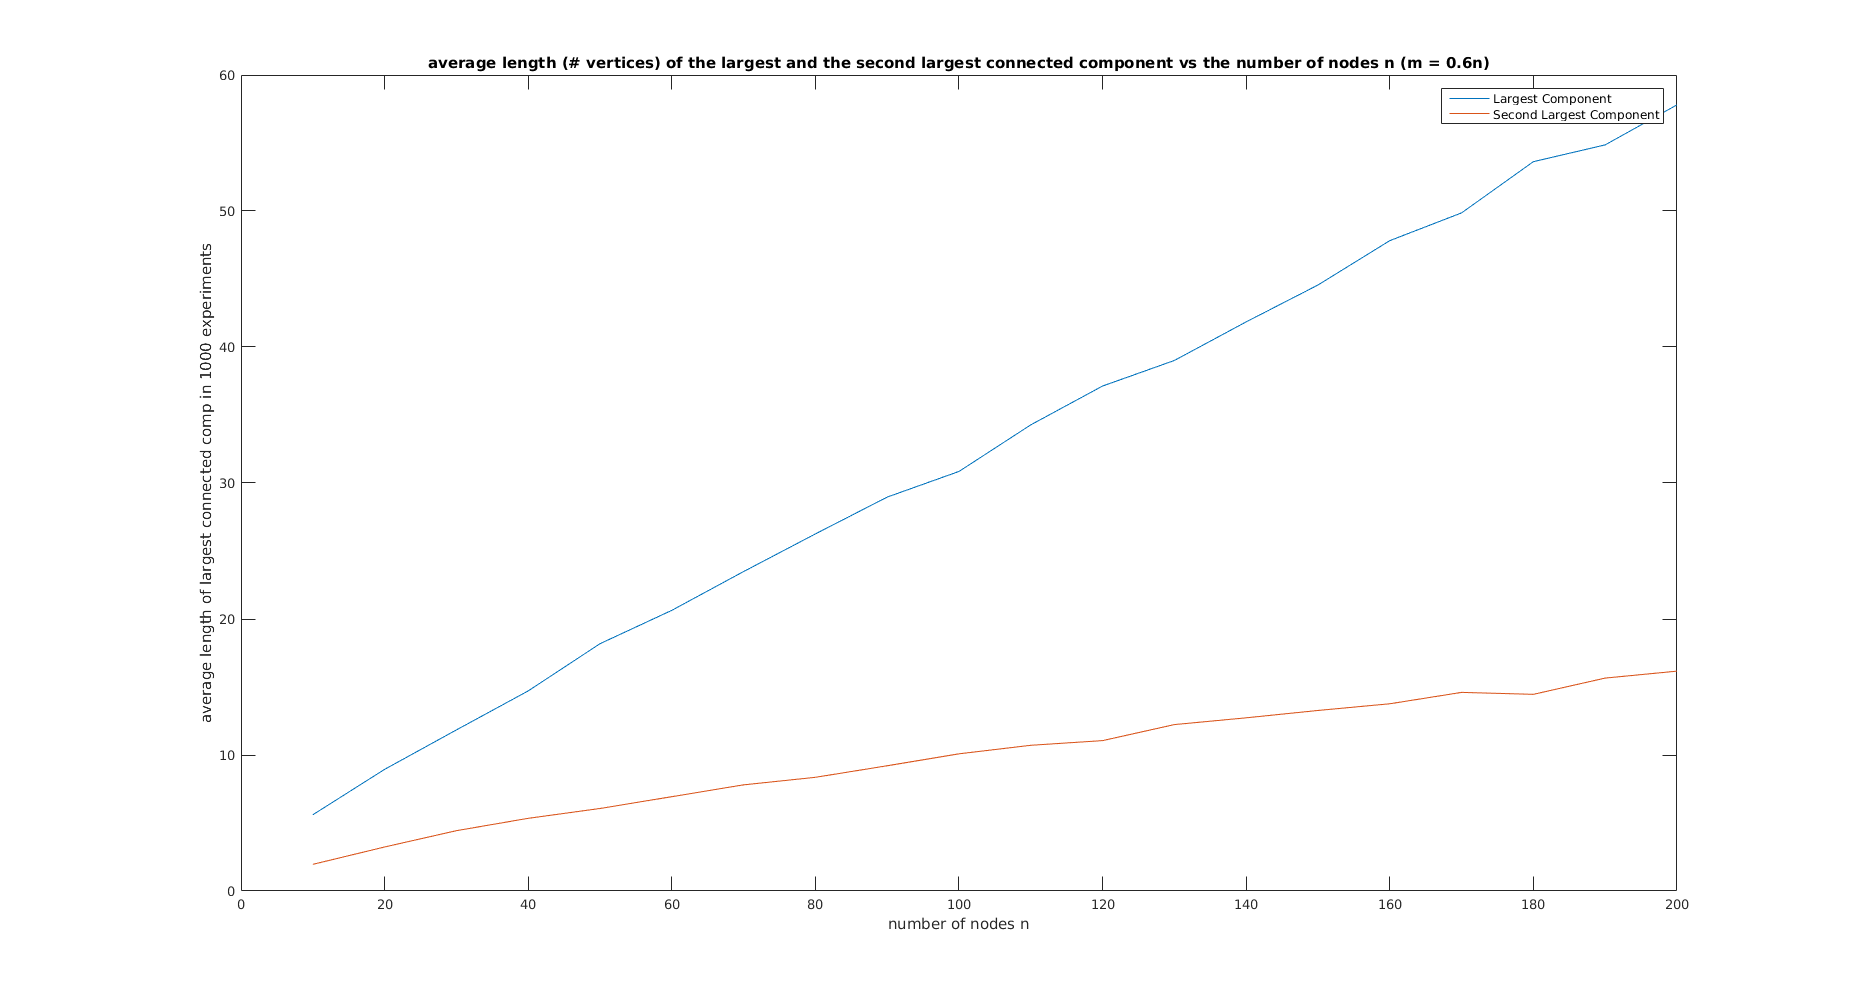 average length (# vertices) of the largest and the second largest connected component vs the number of nodes n (m = 0.6n)
Largest Component
Second Largest Component
average length of largest connected comp in 1000 experiments
60
50
40
30
20
10
0
0 20 40 60 80 100 120 140 160 180 200
number of nodes n